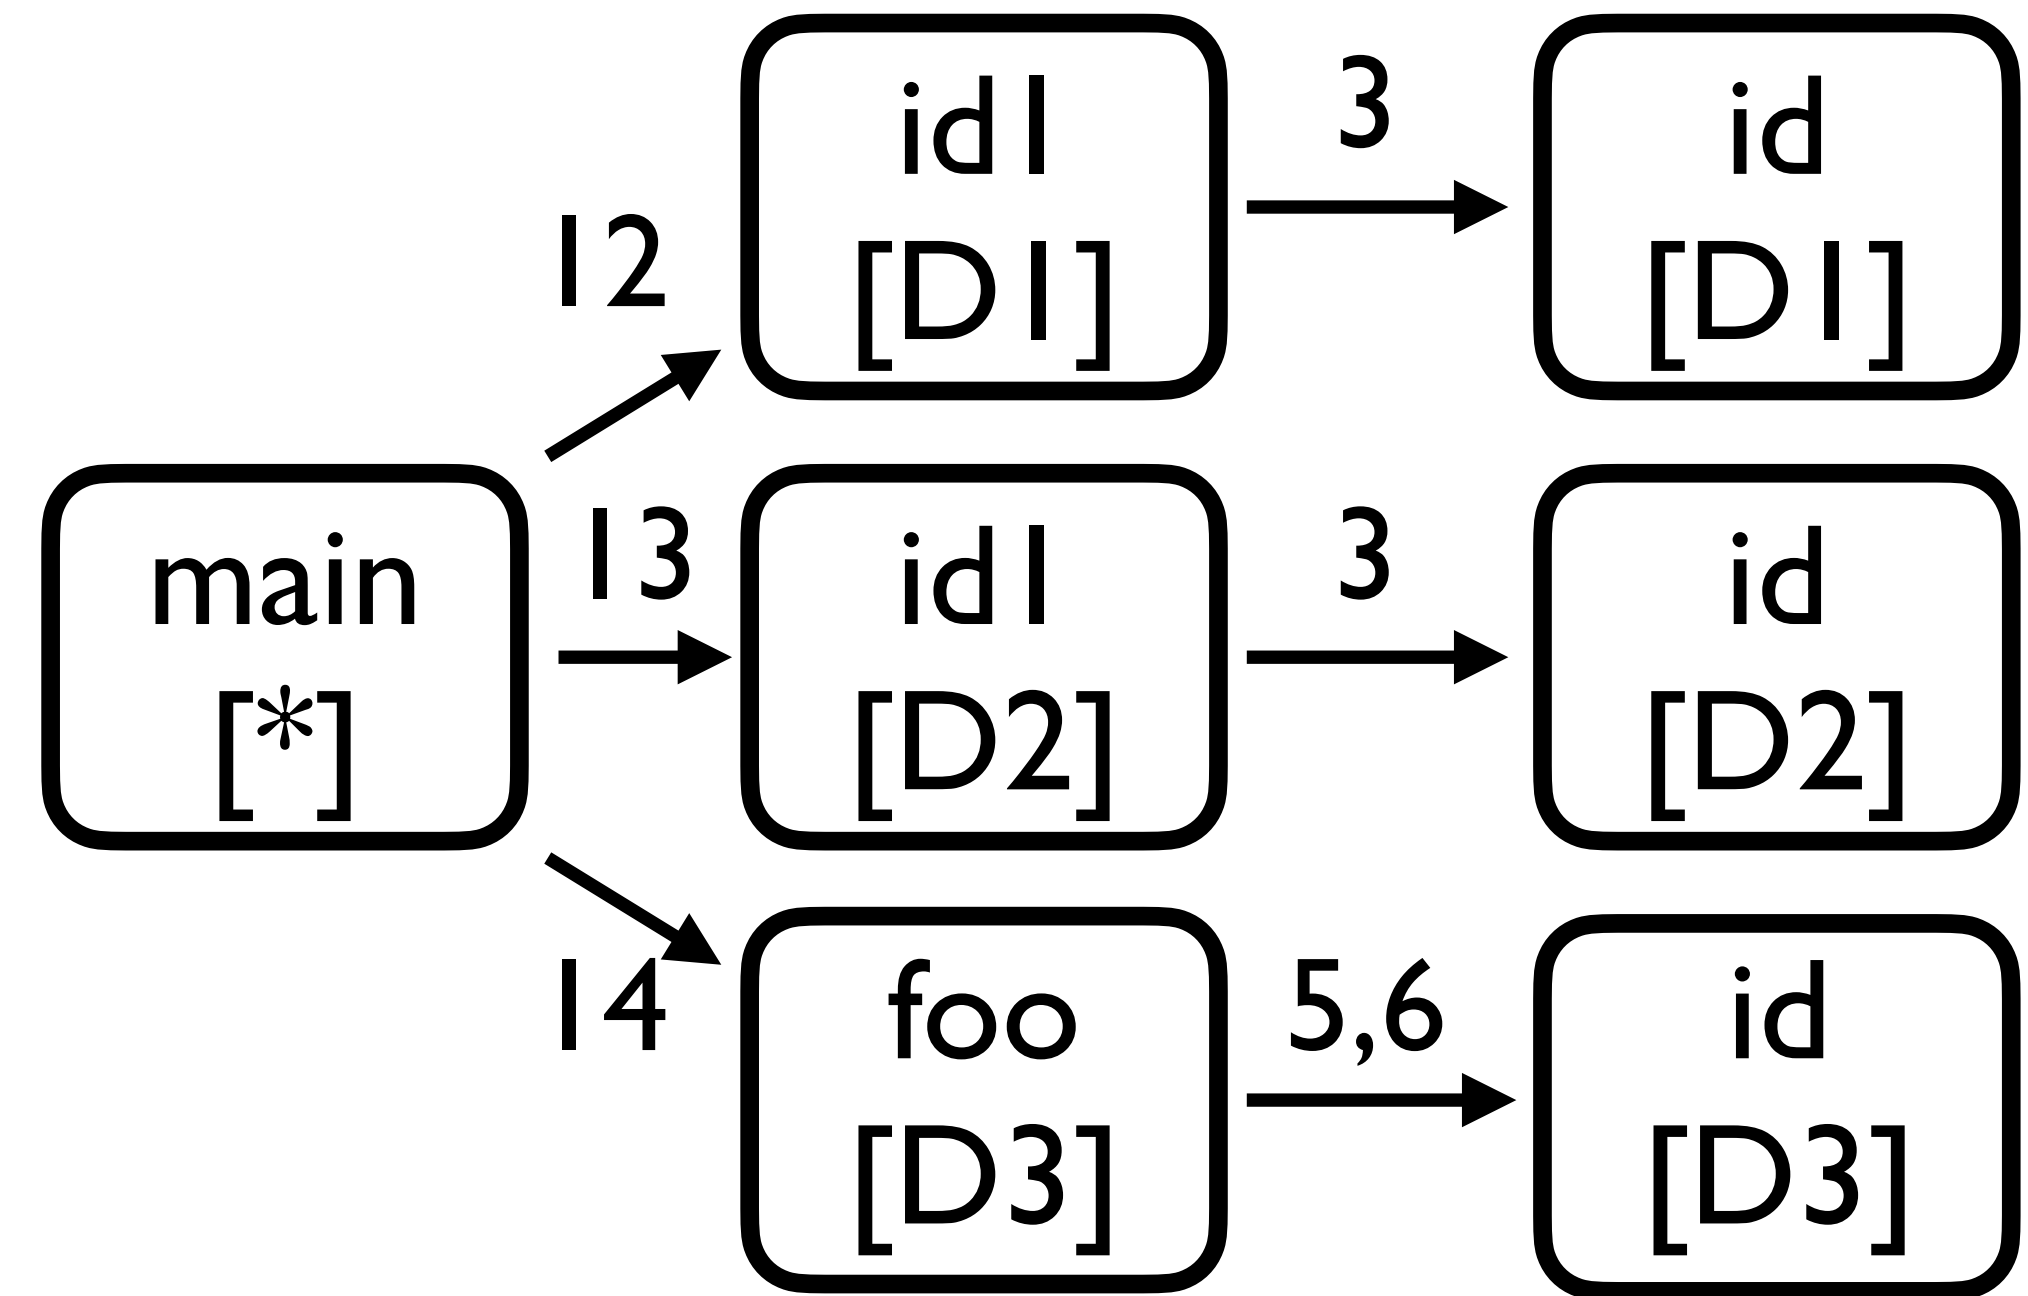 id1
[D1]
3
id
[D1]
12
main
[*]
13
id1
[D2]
3
id
[D2]
14
foo
[D3]
5,6
id
[D3]